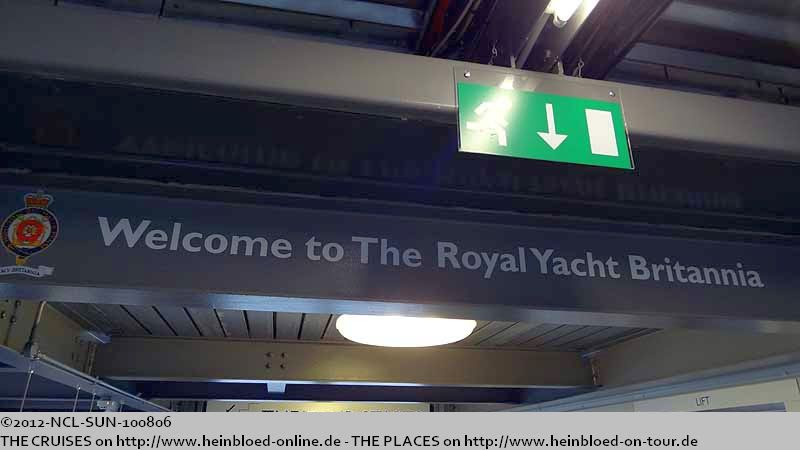 Welcome to The Royal Yacht Britannia
LIFT
©2012-NCL-SUN-100806
THE CRUISES on http://www.heinbloed-online.de - THE PLACES on http://www.heinbloed-on-tour.de